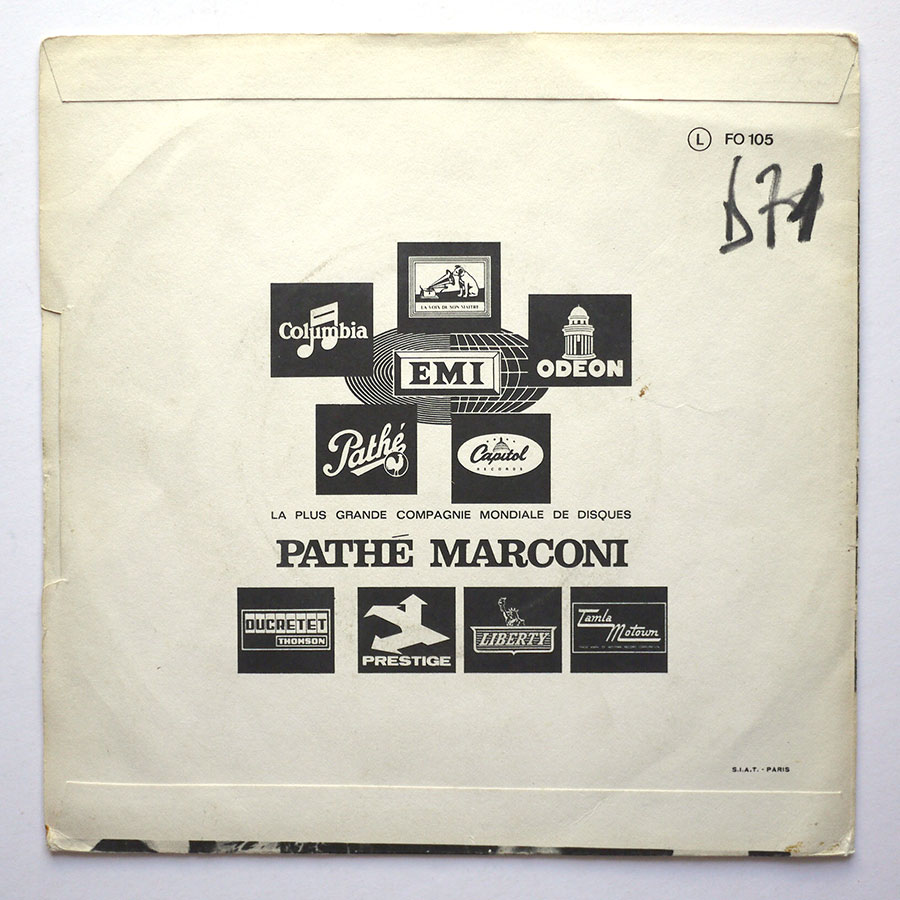 Ⓛ FO 105
LA VOIX DE SON MAITRE
Columbia
ODEON
EMI
Pathé
Capitol
RECORDS
LA PLUS GRANDE COMPAGNIE MONDIALE DE DISQUES
PATHÉ MARCONI
DUCRETET
THOMSON
PRESTIGE
LIBERTY
Tamla
Motown
S.I.A.T. - PARIS